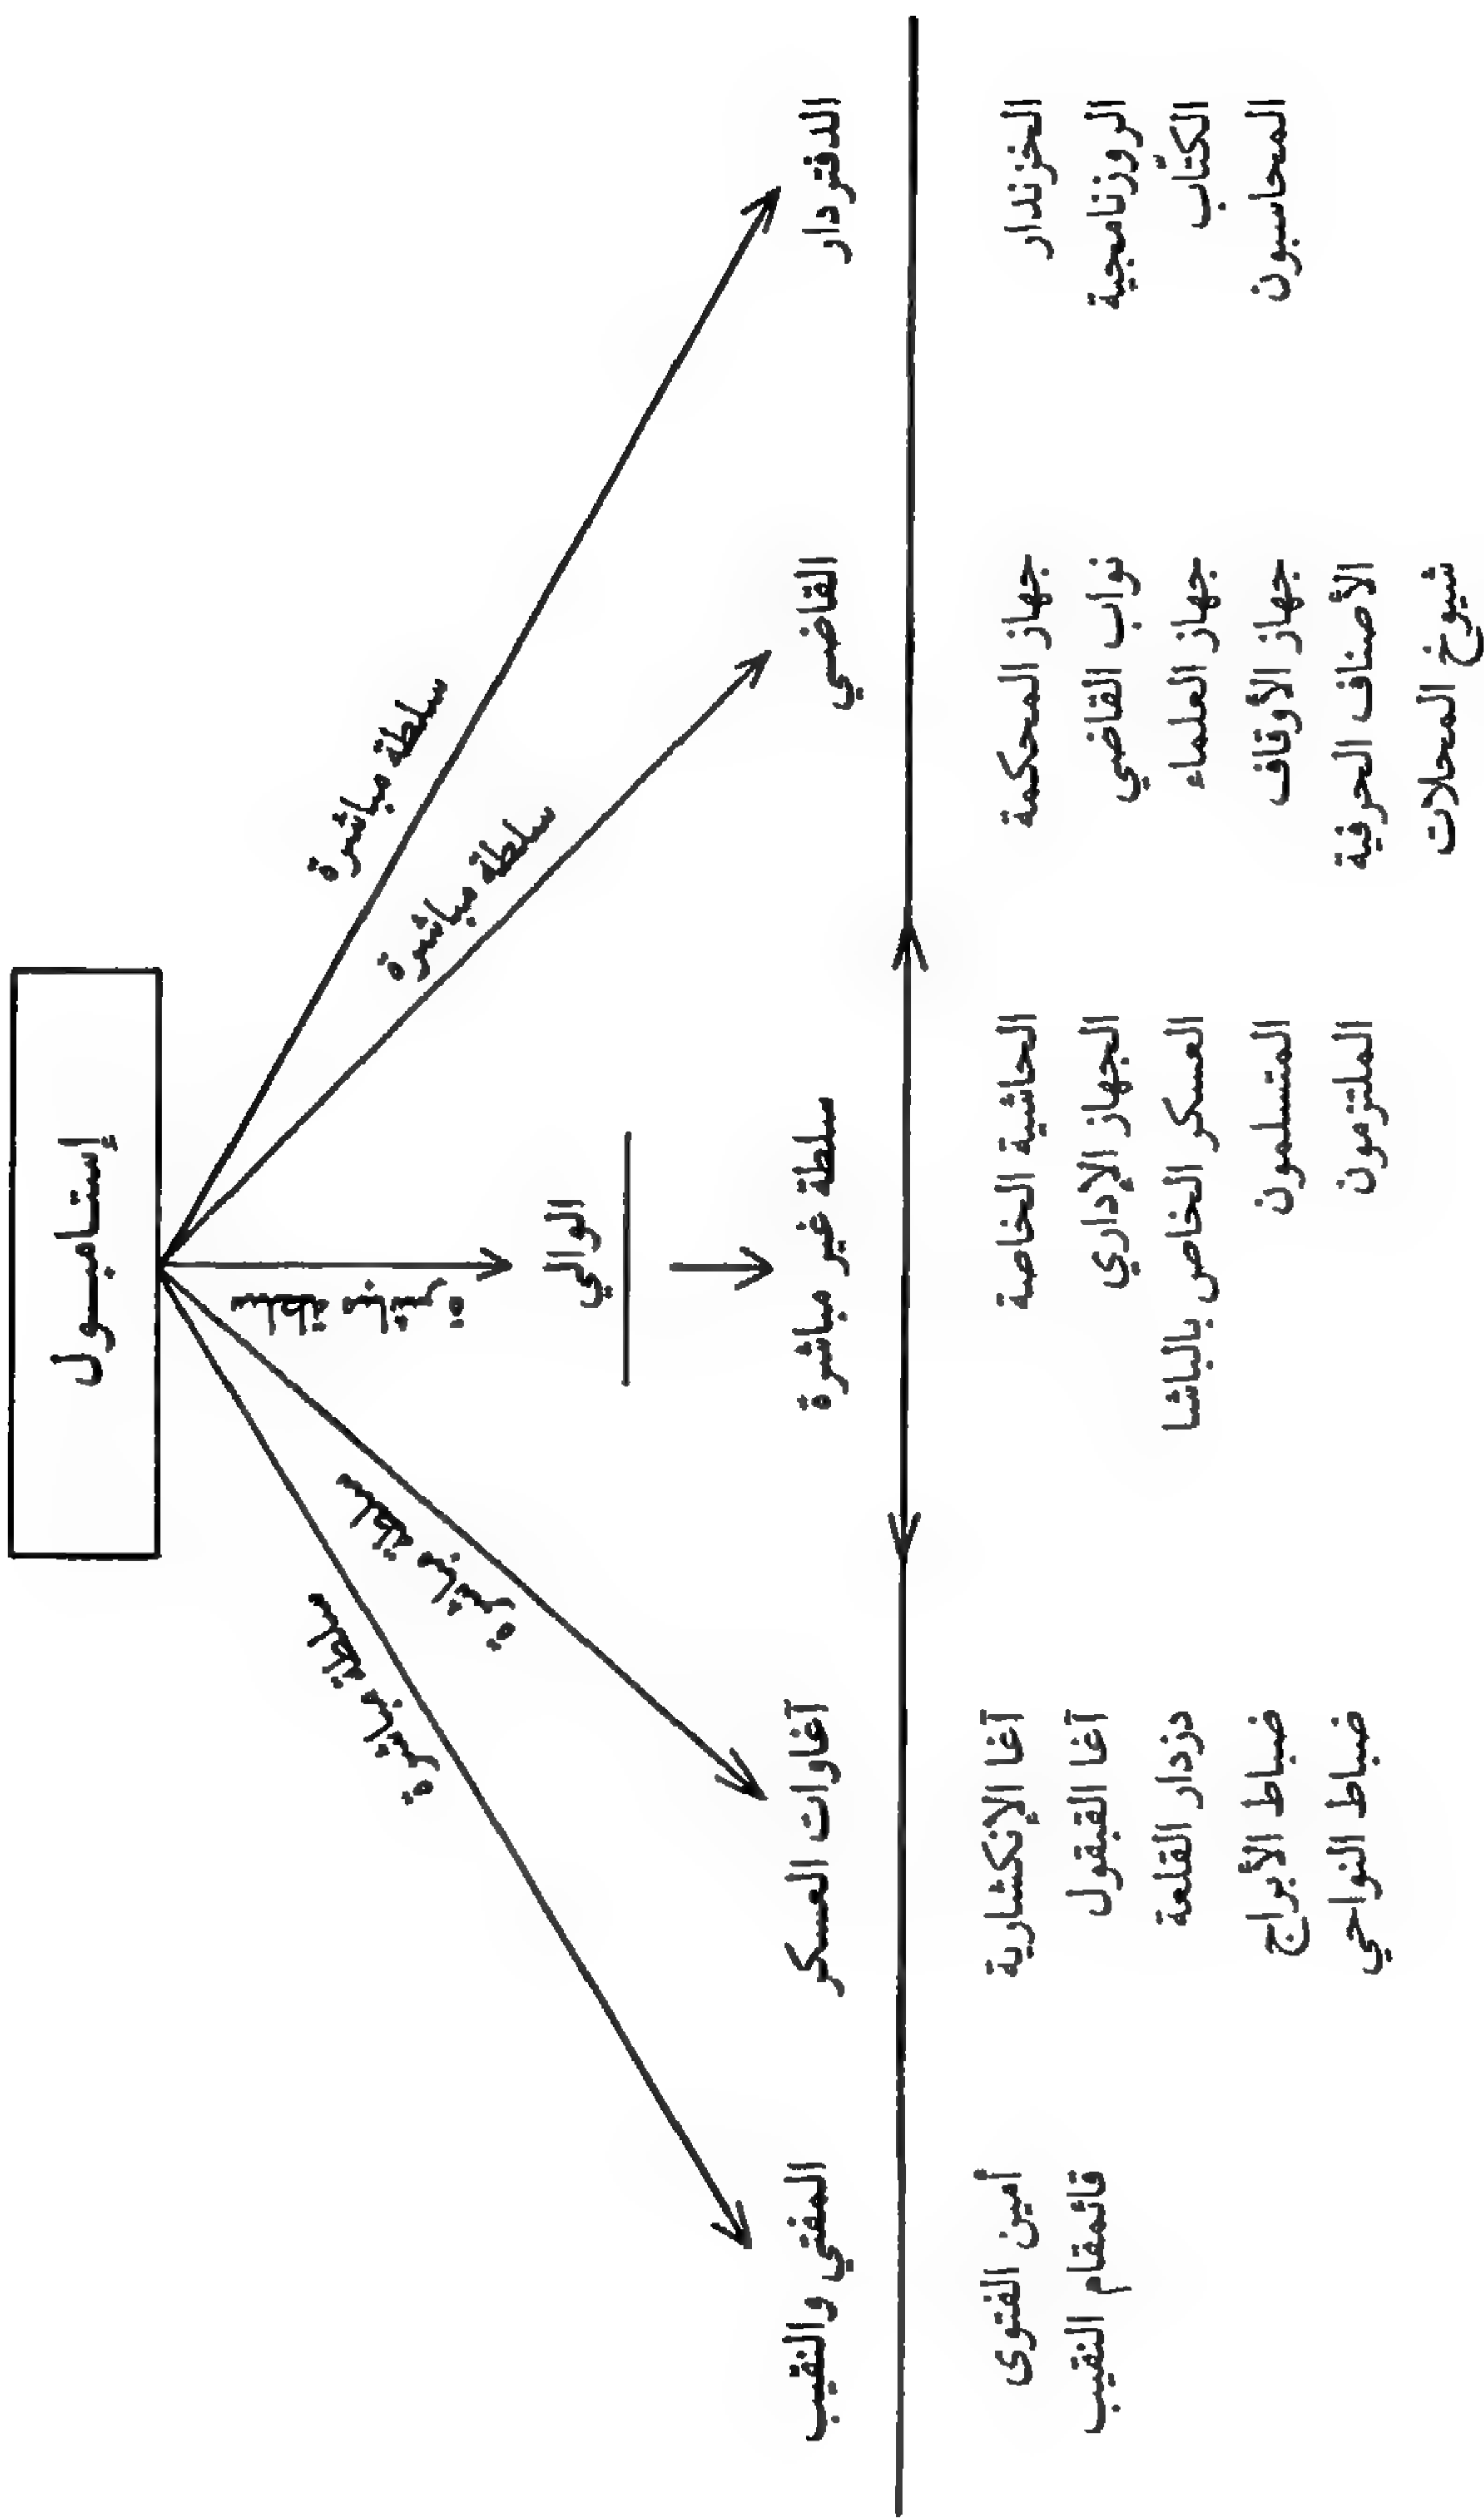 إستامبول
سلطة مباشرة
سلطة مباشرة
سلطة مباشرة
سلطة مباشرة
سلطة مباشرة
الوالي
الدفتردار
القاضي
سلطة غير مباشرة
آغاوات العسكر
المفتي والنقيب
الخزندار
الروزنامجية
الكتّاب
المحاسبون
جهاز المحكمة
نواب القاضي
جهاز العلماء
جهاز الأوقاف
الأصناف الحرفية
شيوخ المحلات
الحاشية الخاصة
الجهاز الاداري
العسكر الخاص بالباشا
المتسلمون
الملتزمون
آغا الإنكشارية
آغا القبقول
دزدار القلعة
ضباط الأبراج
ضباط النواحي
أمين الفتوى
قائمقام النقيب